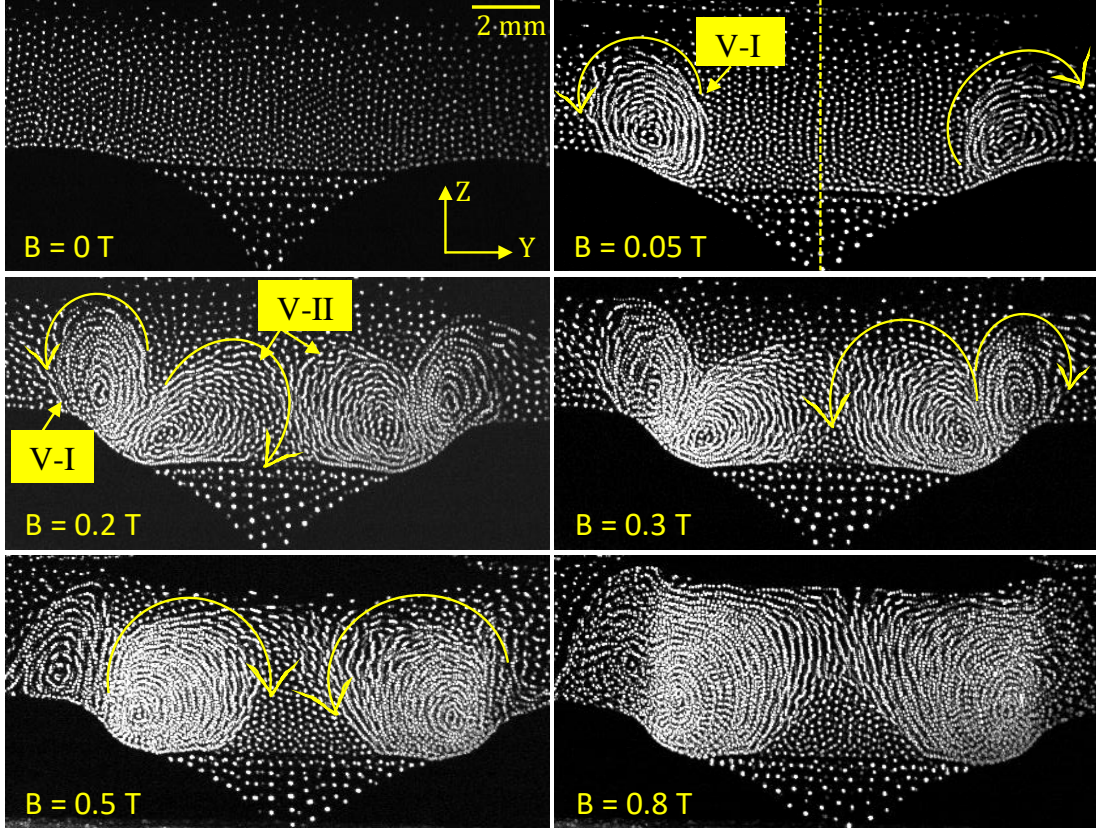 2 mm
Z
Y
B = 0 T
V-I
B = 0.05 T
V-II
V-I
B = 0.2 T
B = 0.3 T
B = 0.5 T
B = 0.8 T